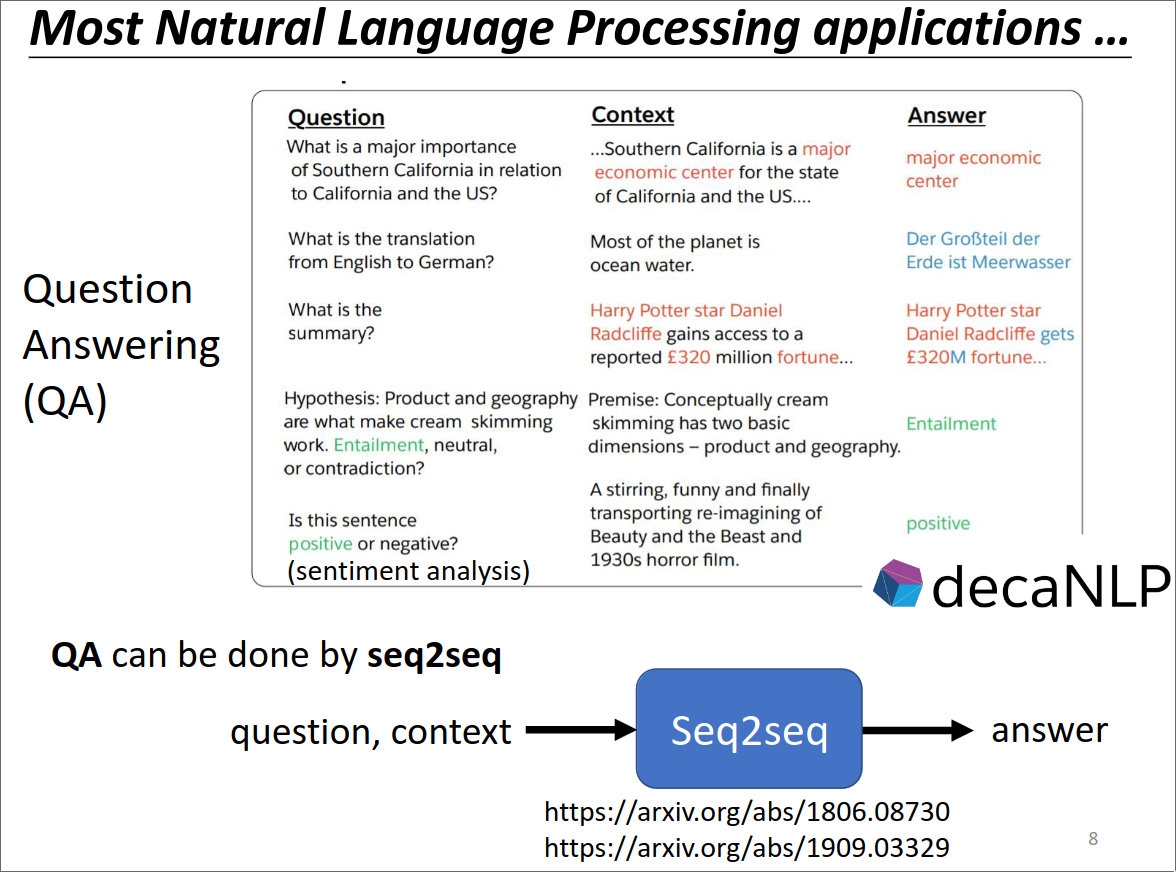 Most Natural Language Processing applications …
Question
Answering
(QA)
Question
What is a major importance
of Southern California in relation
to California and the US?
Context
...Southern California is a major
economic center for the state
of California and the US....
Answer
major economic
center
What is the translation
from English to German?
Most of the planet is
ocean water.
Der Großteil der
Erde ist Meerwasser
What is the
summary?
Harry Potter star Daniel
Radcliffe gains access to a
reported £320 million fortune...
Harry Potter star
Daniel Radcliffe gets
£320M fortune...
Hypothesis: Product and geography
are what make cream skimming
work. Entailment, neutral,
or contradiction?
Premise: Conceptually cream
skimming has two basic
dimensions – product and geography.
Entailment
Is this sentence
positive or negative?
(sentiment analysis)
A stirring, funny and finally
transporting re-imagining of
Beauty and the Beast and
1930s horror film.
positive
decaNLP
QA can be done by seq2seq
question, context
Seq2seq
answer
https://arxiv.org/abs/1806.08730
https://arxiv.org/abs/1909.03329
8